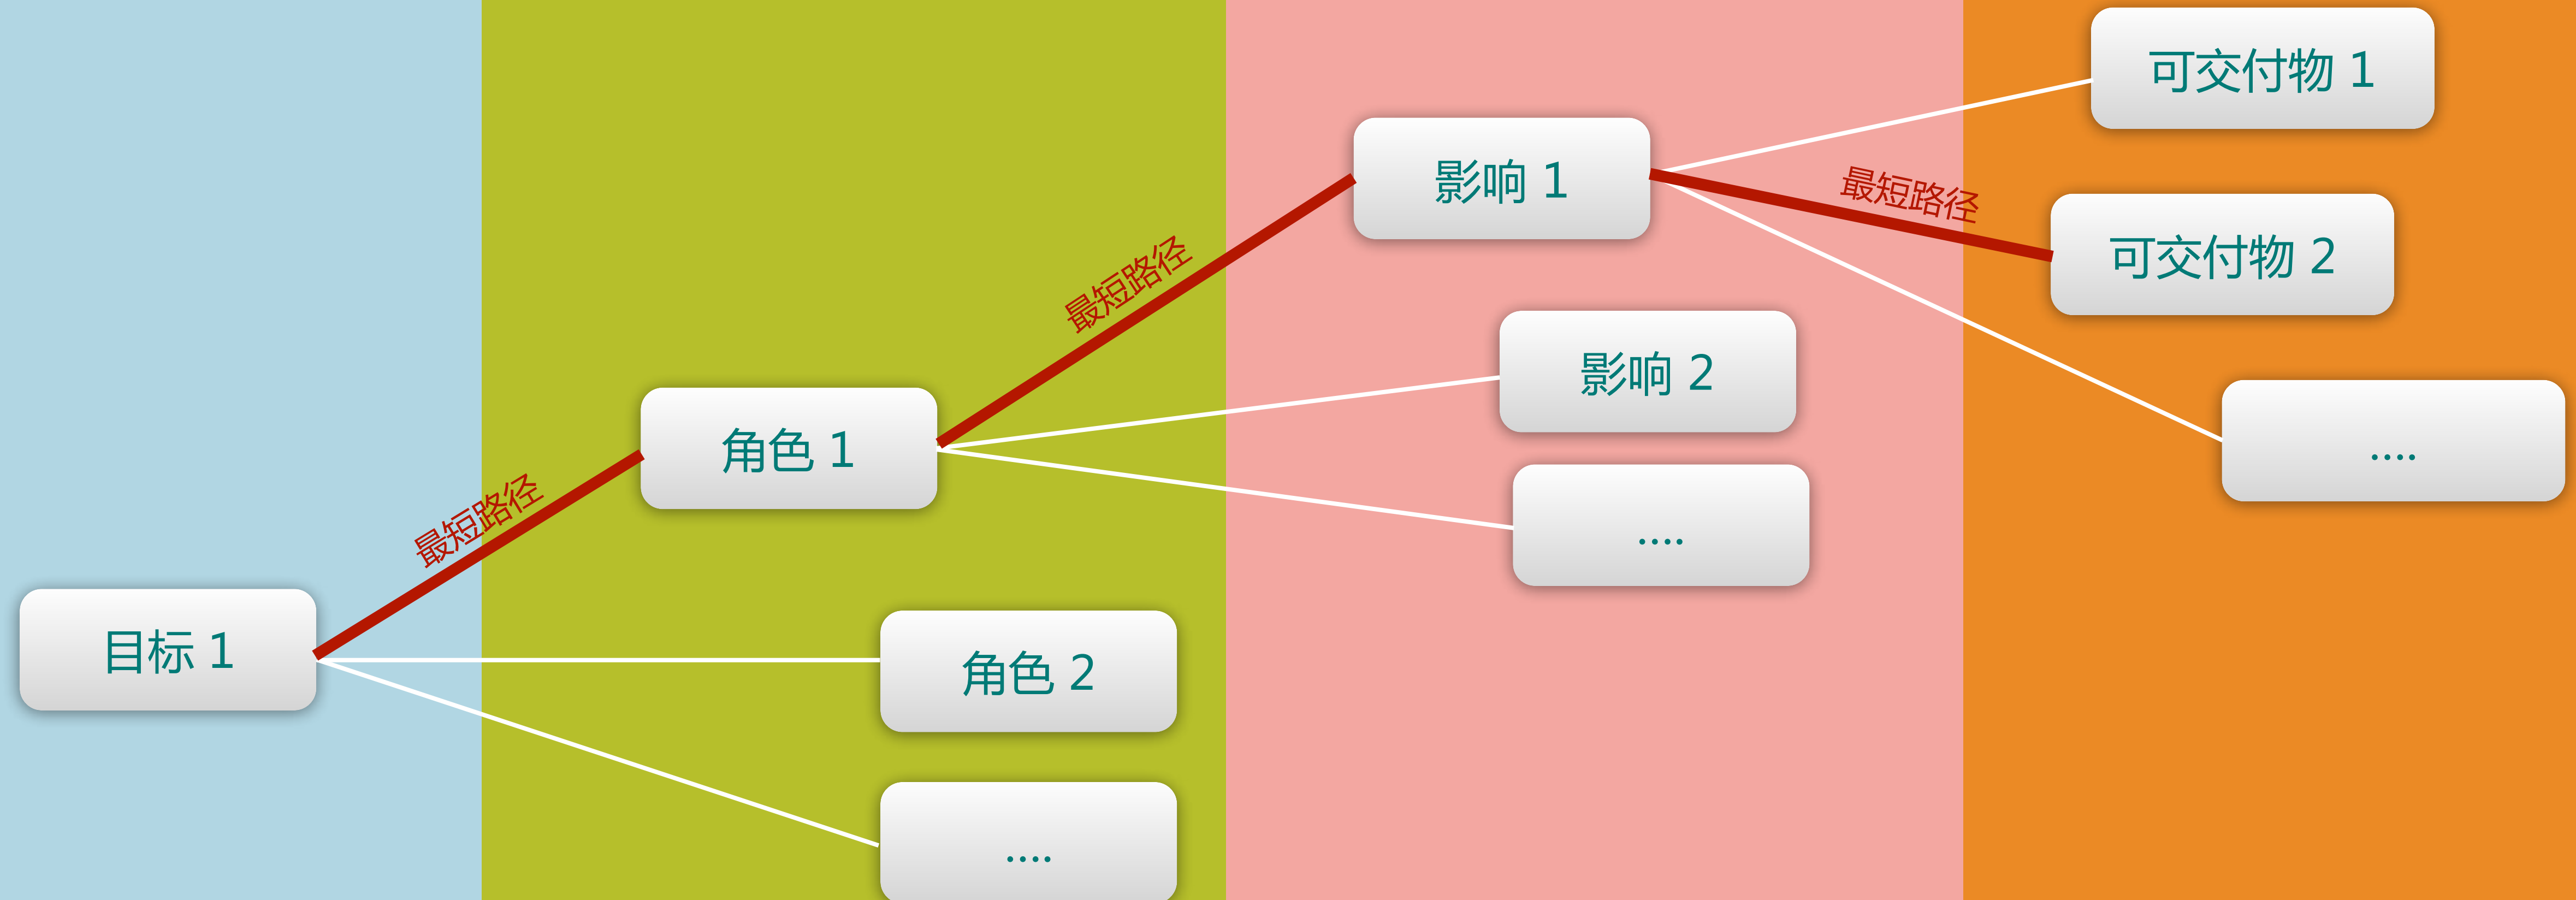 可交付物 1
影响 1
最短路径
可交付物 2
最短路径
影响 2
角色 1
....
最短路径
....
目标 1
角色 2
....